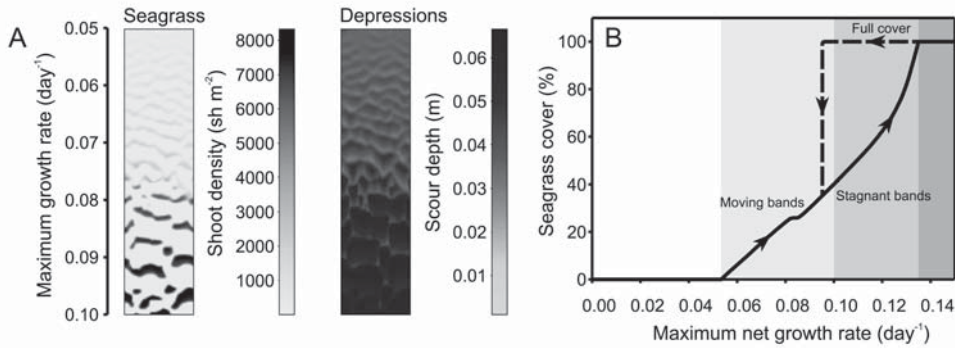 A
Seagrass
Maximum growth rate (day-1)
0.05
0.06
0.07
0.08
0.09
0.10
Shoot density (sh m-2)
8000
7000
6000
5000
4000
3000
2000
1000
Depressions
Scour depth (m)
0.06
0.05
0.04
0.03
0.02
0.01
B
Seagrass cover (%)
100
80
60
40
20
0
Full cover
Moving bands
Stagnant bands
0.00 0.02 0.04 0.06 0.08 0.10 0.12 0.14
Maximum net growth rate (day-1)